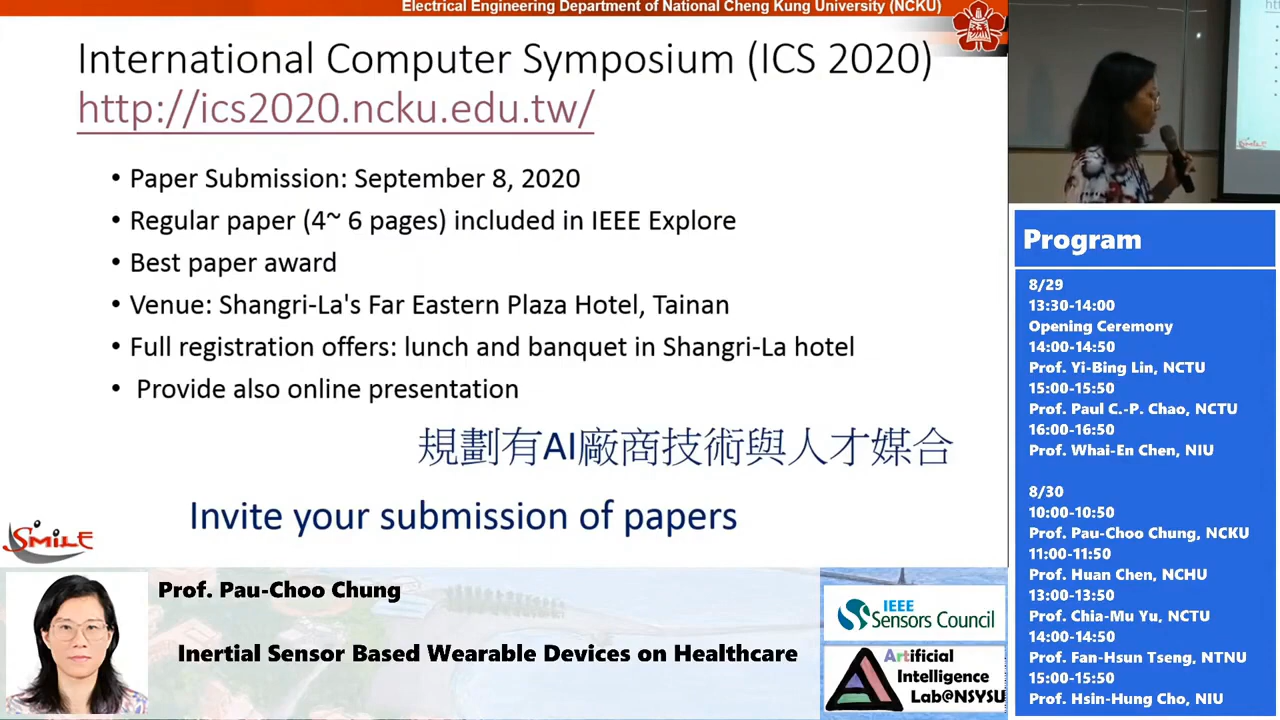 Electrical Engineering Department of National Cheng Kung University (NCKU)
International Computer Symposium (ICS 2020)
http://ics2020.ncku.edu.tw/
• Paper Submission: September 8, 2020
• Regular paper (4~ 6 pages) included in IEEE Explore
• Best paper award
• Venue: Shangri-La's Far Eastern Plaza Hotel, Tainan
• Full registration offers: lunch and banquet in Shangri-La hotel
• Provide also online presentation
規劃有AI廠商技術與人才媒合
Invite your submission of papers
SMILE
Prof. Pau-Choo Chung
Inertial Sensor Based Wearable Devices on Healthcare
IEEE
Sensors Council
Artificial
Intelligence
Lab@NSYSU
Program
8/29
13:30-14:00
Opening Ceremony
14:00-14:50
Prof. Yi-Bing Lin, NCTU
15:00-15:50
Prof. Paul C.-P. Chao, NCTU
16:00-16:50
Prof. Whai-En Chen, NIU
8/30
10:00-10:50
Prof. Pau-Choo Chung, NCKU
11:00-11:50
Prof. Huan Chen, NCHU
13:00-13:50
Prof. Chia-Mu Yu, NCTU
14:00-14:50
Prof. Fan-Hsun Tseng, NTNU
15:00-15:50
Prof. Hsin-Hung Cho, NIU